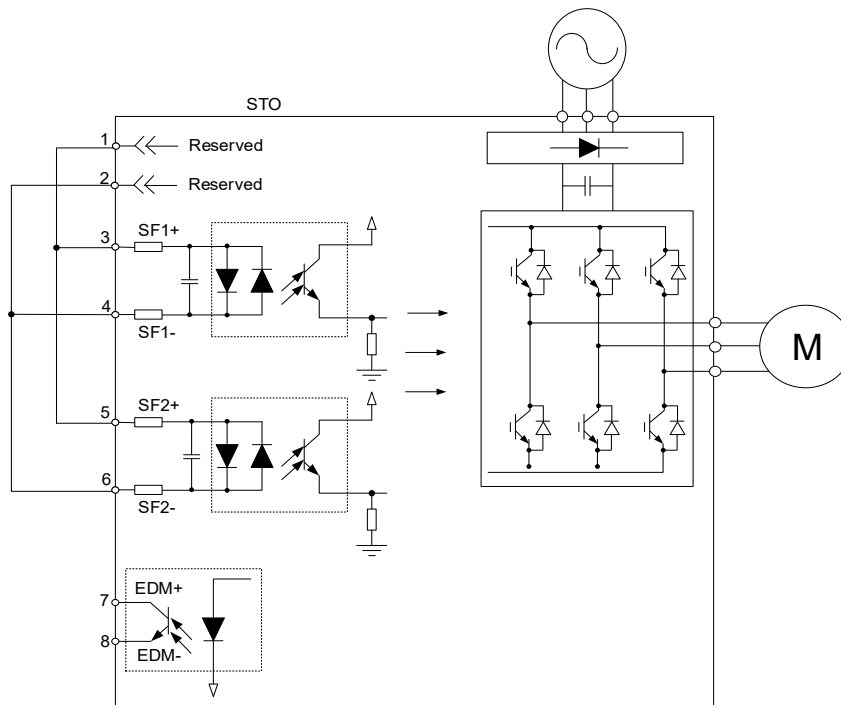 STO
1 Reserved
2 Reserved
SF1+
3
4
SF1-
M
SF2+
5
6
SF2-
EDM+
7
8
EDM-